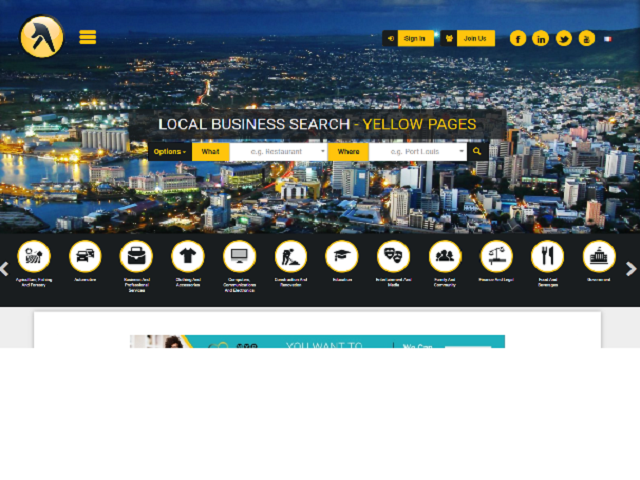 Sign In
Join Us
LOCAL BUSINESS SEARCH - YELLOW PAGES
Options
What
e.g. Restaurant
Where
e.g. Port Louis
Agriculture, Fishing And Forestry
Automotive
Business And Professional Services
Clothing And Accessories
Computers, Communications And Electronics
Construction And Renovation
Education
Entertainment And Media
Family And Community
Finance And Legal
Food And Beverages
Government
YOU WANT TO
We Can